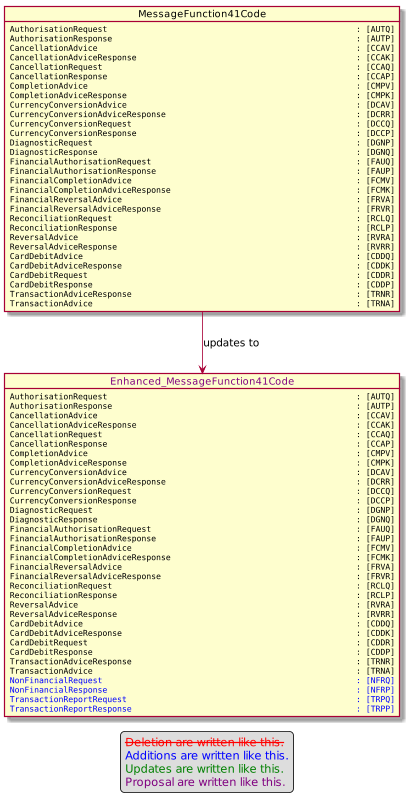 MessageFunction41Code
AuthorisationRequest : [AUTQ]
AuthorisationResponse : [AUTP]
CancellationAdvice : [CCAV]
CancellationAdviceResponse : [CCAK]
CancellationRequest : [CCAQ]
CancellationResponse : [CCAP]
CompletionAdvice : [CMPV]
CompletionAdviceResponse : [CMPK]
CurrencyConversionAdvice : [DCAV]
CurrencyConversionAdviceResponse : [DCRR]
CurrencyConversionRequest : [DCCQ]
CurrencyConversionResponse : [DCCP]
DiagnosticRequest : [DGNP]
DiagnosticResponse : [DGNQ]
FinancialAuthorisationRequest : [FAUQ]
FinancialAuthorisationResponse : [FAUP]
FinancialCompletionAdvice : [FCMV]
FinancialCompletionAdviceResponse : [FCMK]
FinancialReversalAdvice : [FRVA]
FinancialReversalAdviceResponse : [FRVR]
ReconciliationRequest : [RCLQ]
ReconciliationResponse : [RCLP]
ReversalAdvice : [RVRA]
ReversalAdviceResponse : [RVRR]
CardDebitAdvice : [CDDQ]
CardDebitAdviceResponse : [CDDK]
CardDebitRequest : [CDDR]
CardDebitResponse : [CDDP]
TransactionAdviceResponse : [TRNR]
TransactionAdvice : [TRNA]
updates to
Enhanced_MessageFunction41Code
AuthorisationRequest : [AUTQ]
AuthorisationResponse : [AUTP]
CancellationAdvice : [CCAV]
CancellationAdviceResponse : [CCAK]
CancellationRequest : [CCAQ]
CancellationResponse : [CCAP]
CompletionAdvice : [CMPV]
CompletionAdviceResponse : [CMPK]
CurrencyConversionAdvice : [DCAV]
CurrencyConversionAdviceResponse : [DCRR]
CurrencyConversionRequest : [DCCQ]
CurrencyConversionResponse : [DCCP]
DiagnosticRequest : [DGNP]
DiagnosticResponse : [DGNQ]
FinancialAuthorisationRequest : [FAUQ]
FinancialAuthorisationResponse : [FAUP]
FinancialCompletionAdvice : [FCMV]
FinancialCompletionAdviceResponse : [FCMK]
FinancialReversalAdvice : [FRVA]
FinancialReversalAdviceResponse : [FRVR]
ReconciliationRequest : [RCLQ]
ReconciliationResponse : [RCLP]
ReversalAdvice : [RVRA]
ReversalAdviceResponse : [RVRR]
CardDebitAdvice : [CDDQ]
CardDebitAdviceResponse : [CDDK]
CardDebitRequest : [CDDR]
CardDebitResponse : [CDDP]
TransactionAdviceResponse : [TRNR]
TransactionAdvice : [TRNA]
NonFinancialRequest : [NFRQ]
NonFinancialResponse : [NFRP]
TransactionReportRequest : [TRPQ]
TransactionReportResponse : [TRPP]
Deletion are written like this.
Additions are written like this.
Updates are written like this.
Proposal are written like this.